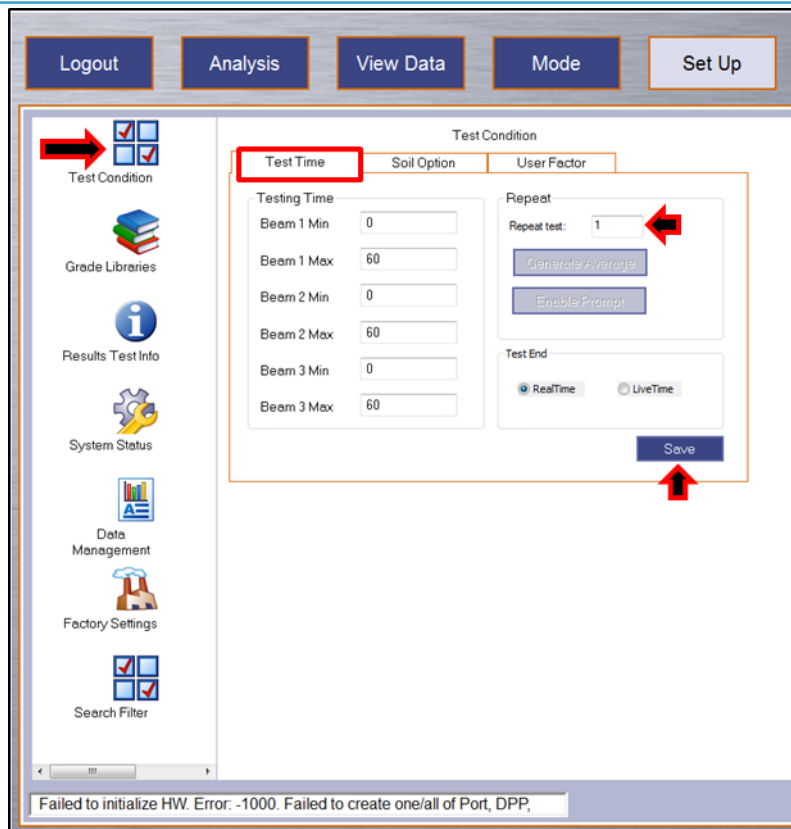 Logout
Analysis
View Data
Mode
Set Up
Test Condition
Grade Libraries
Results Test Info
System Status
Data
Management
Factory Settings
Search Filter
Test Condition
Test Time
Soil Option
User Factor
Testing Time
Beam 1 Min 0
Beam 1 Max 60
Beam 2 Min 0
Beam 2 Max 60
Beam 3 Min 0
Beam 3 Max 60
Repeat
Repeat test: 1
Generate Average
Enable Prompt
Test End
RealTime
LiveTime
Save
Failed to initialize HW. Error: -1000. Failed to create one/all of Port, DPP,